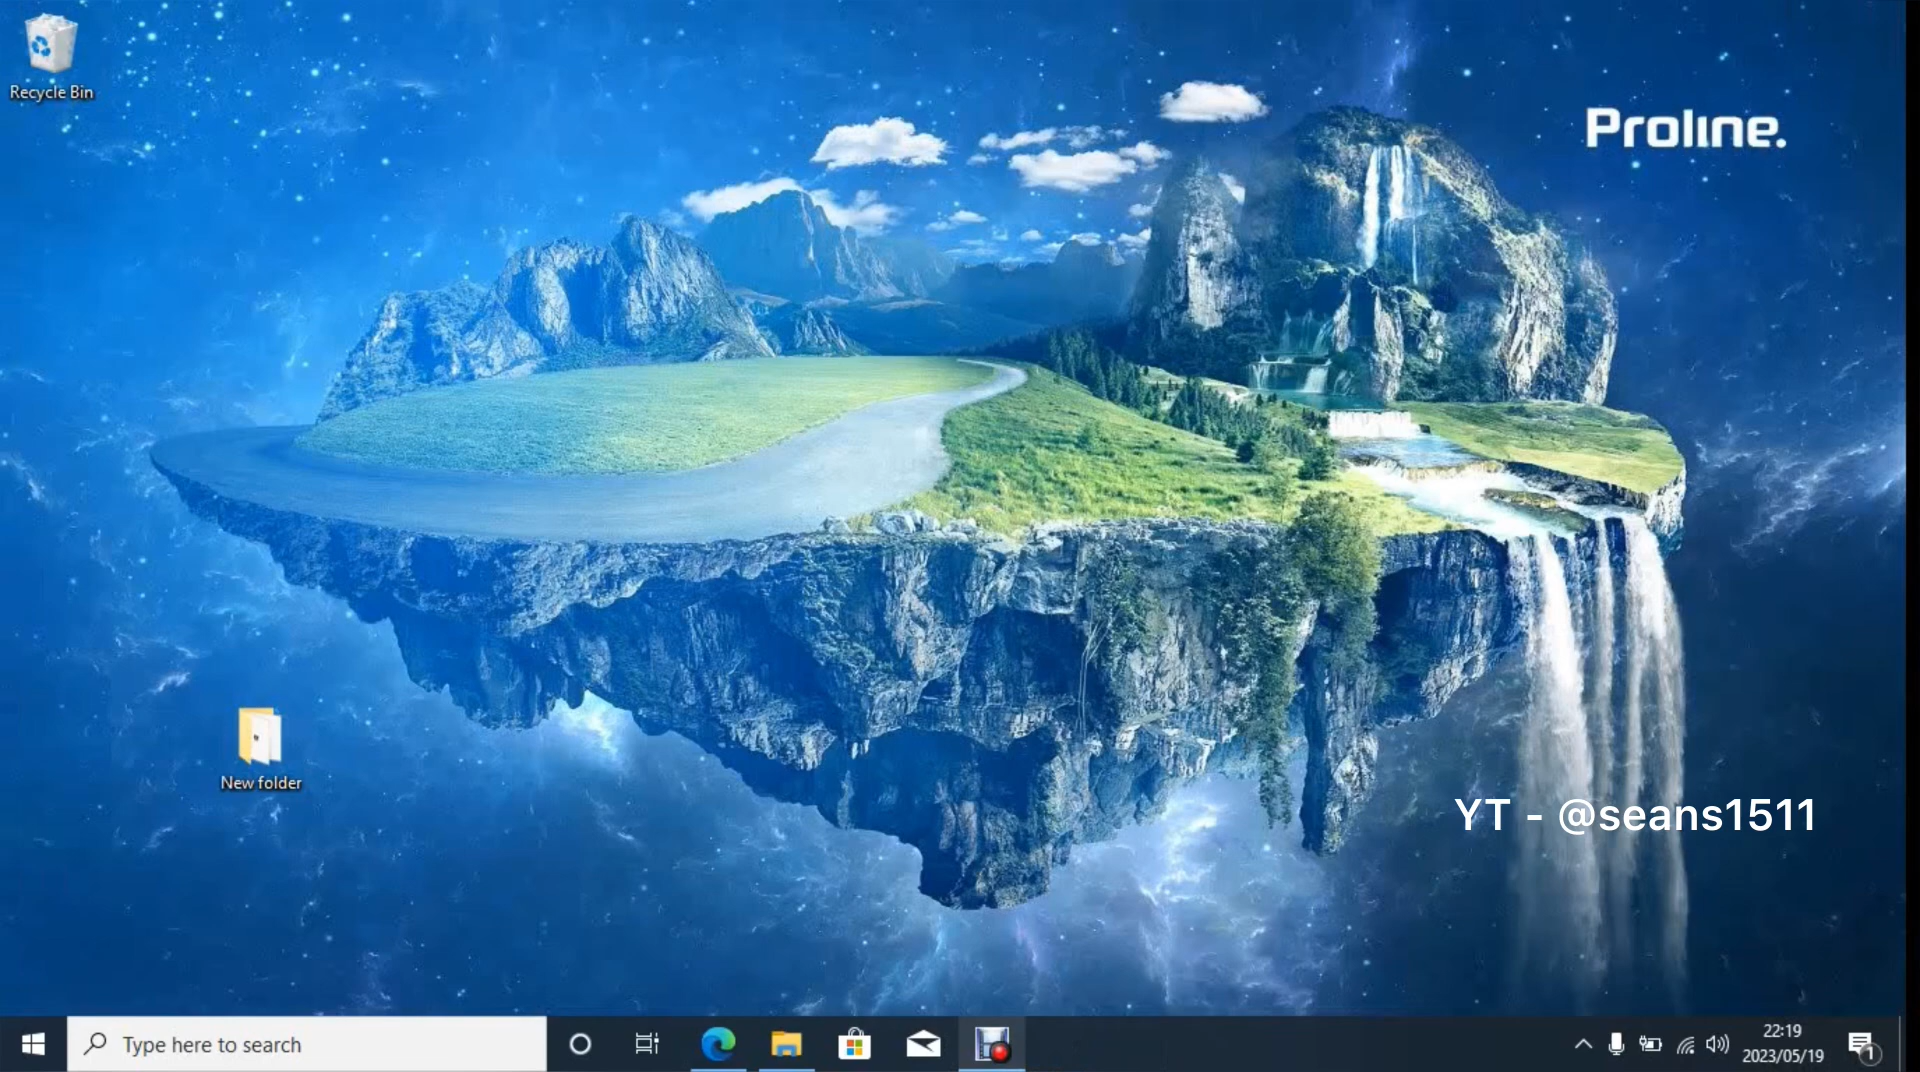 Recycle Bin
Proline.
New folder
YT - @seans1511
Type here to search
22:19
2023/05/19
1